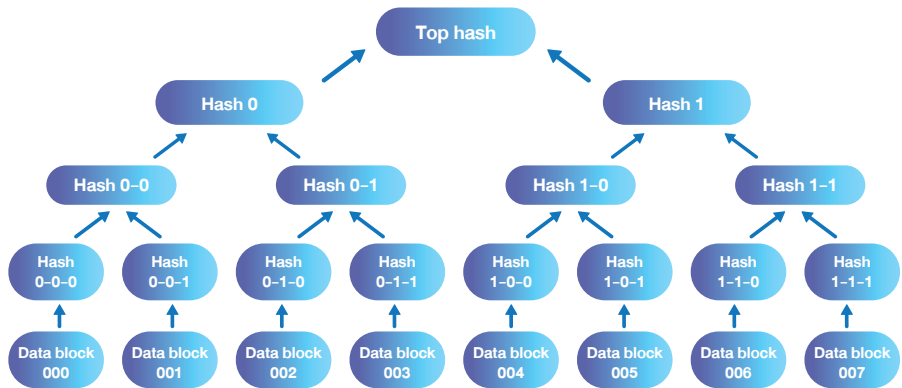 Top hash
Hash 0
Hash 1
Hash 0–0
Hash 0–1
Hash 1–0
Hash 1–1
Hash
0-0-0
Hash
0-0-1
Hash
0-1-0
Hash
0-1-1
Hash
1-0-0
Hash
1-0-1
Hash
1-1-0
Hash
1-1-1
Data block
000
Data block
001
Data block
002
Data block
003
Data block
004
Data block
005
Data block
006
Data block
007